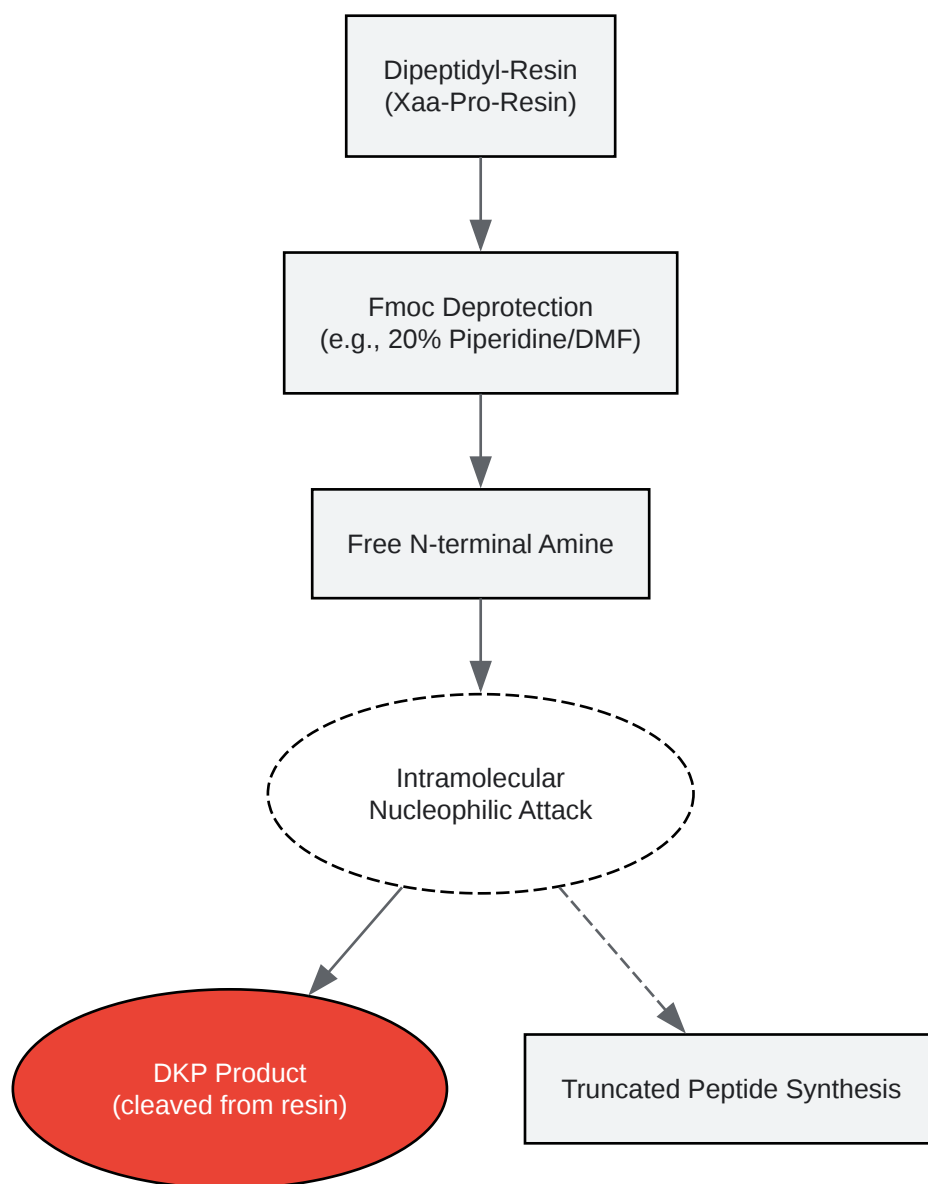 Dipeptidyl-Resin
(Xaa-Pro-Resin)
Fmoc Deprotection
(e.g., 20% Piperidine/DMF)
Free N-terminal Amine
Intramolecular
Nucleophilic Attack
DKP Product
(cleaved from resin)
Truncated Peptide Synthesis